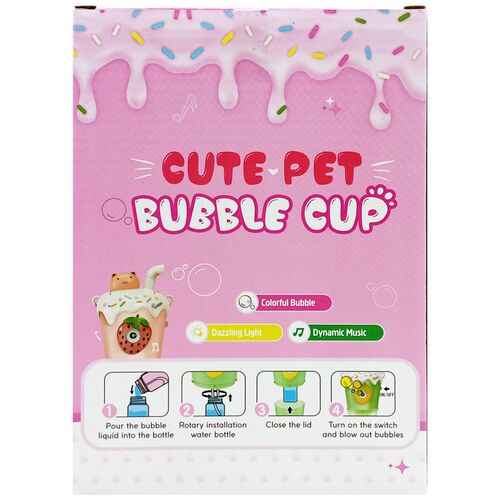 CUTE PET
BUBBLE CUP
Colorful Bubble
Dazzling Light
Dynamic Music
1
Pour the bubble
liquid into the bottle
2
Rotary installation
water bottle
3
Close the lid
4
ON/OFF
Turn on the switch
and blow out bubbles